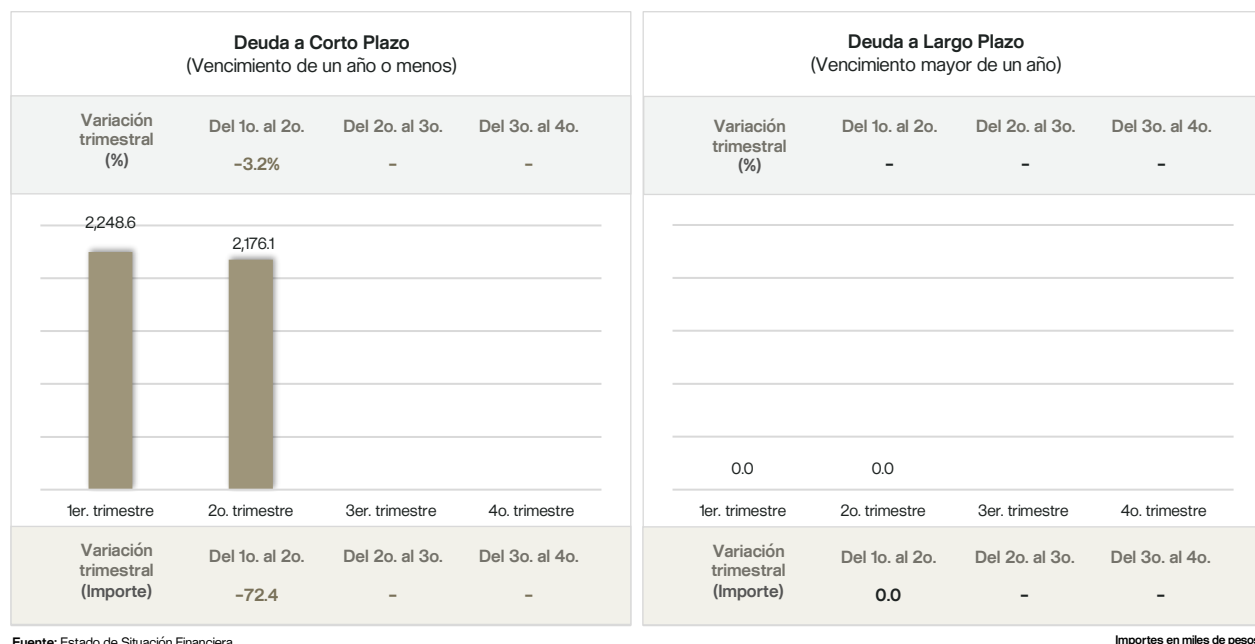 Deuda a Corto Plazo
(Vencimiento de un año o menos)
Variación
trimestral
(%)
Del 1o. al 2o.
Del 2o. al 3o.
Del 3o. al 4o.
-3.2%
-
-
2,248.6
2,176.1
1er. trimestre
2o. trimestre
3er. trimestre
4o. trimestre
Variación
trimestral
(Importe)
Del 1o. al 2o.
Del 2o. al 3o.
Del 3o. al 4o.
-72.4
-
-
Deuda a Largo Plazo
(Vencimiento mayor de un año)
Variación
trimestral
(%)
Del 1o. al 2o.
Del 2o. al 3o.
Del 3o. al 4o.
-
-
-
0.0
0.0
1er. trimestre
2o. trimestre
3er. trimestre
4o. trimestre
Variación
trimestral
(Importe)
Del 1o. al 2o.
Del 2o. al 3o.
Del 3o. al 4o.
0.0
-
-
Fuente: Estado de Situación Financiera
Importes en miles de pesos